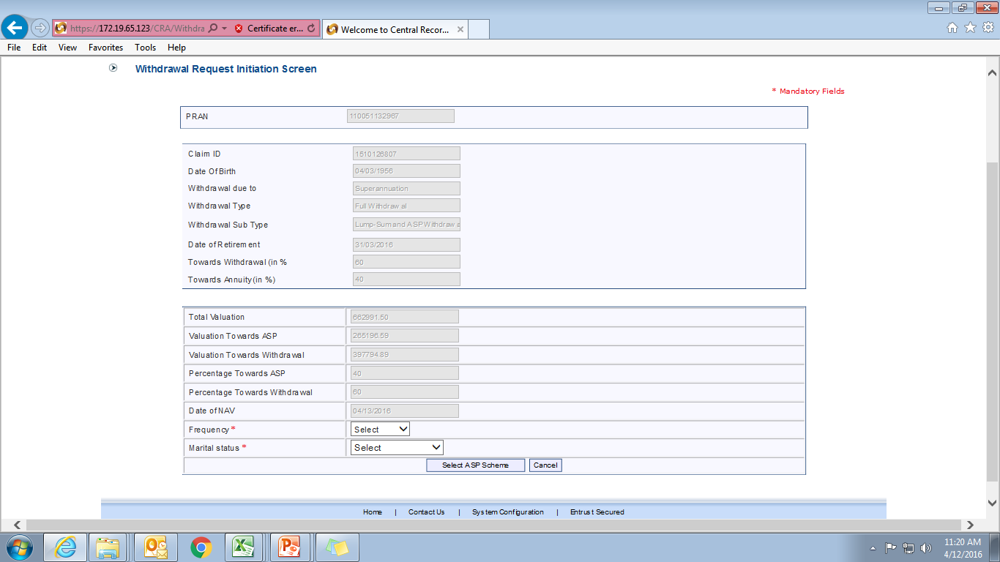 https://172.19.65.123/CRA/Withdra
Certificate er...
Welcome to Central Recor...
File Edit View Favorites Tools Help
Withdrawal Request Initiation Screen
* Mandatory Fields
PRAN 110051132967
Claim ID 1510126807
Date Of Birth 04/03/1956
Withdrawal due to Superannuation
Withdrawal Type Full Withdrawal
Withdrawal Sub Type Lump-Sum and ASP Withdrawa
Date of Retirement 31/03/2016
Towards Withdrawal (in % 60
Towards Annuity(in %) 40
Total Valuation 662991.50
Valuation Towards ASP 265196.59
Valuation Towards Withdrawal 397794.89
Percentage Towards ASP 40
Percentage Towards Withdrawal 60
Date of NAV 04/13/2016
Frequency * Select
Marital status * Select
Select ASP Scheme Cancel
Home | Contact Us | System Configuration | Entrust Secured
11:20 AM
4/12/2016